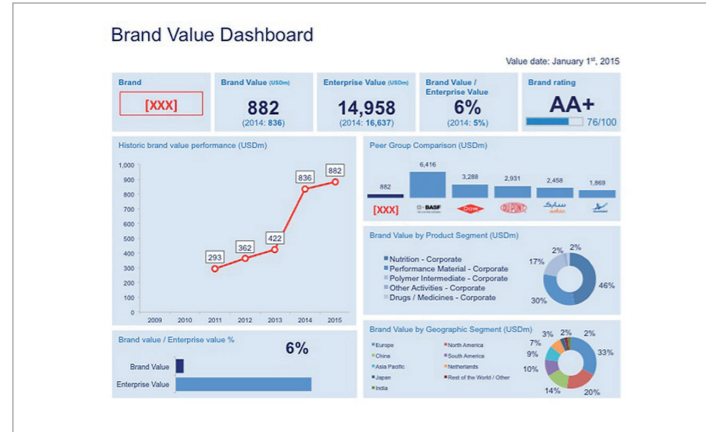 Brand Value Dashboard
Value date: January 1st, 2015
Brand
[XXX]
Brand Value (USDm)
882
(2014: 836)
Enterprise Value (USDm)
14,958
(2014: 16,637)
Brand Value /
Enterprise Value
6%
(2014: 5%)
Brand rating
AA+
76/100
Historic brand value performance (USDm)
1,000
900
800
700
600
500
400
300
200
100
0
293
362
422
836
882
2009 2010 2011 2012 2013 2014 2015
Peer Group Comparison (USDm)
882
6,416
3,288
2,931
2,458
1,869
[XXX]
BASF
DOW
DUPONT
سابك
Brand Value by Product Segment (USDm)
Nutrition - Corporate
Performance Material - Corporate
Polymer Intermediate - Corporate
Other Activities - Corporate
Drugs / Medicines - Corporate
2% 2%
17%
46%
30%
Brand value / Enterprise value %
6%
Brand Value
Enterprise Value
Brand Value by Geographic Segment (USDm)
Europe
North America
China
South America
Asia Pacific
Netherlands
Japan
Rest of the World / Other
India
3% 2% 2%
7%
9%
33%
10%
14%
20%